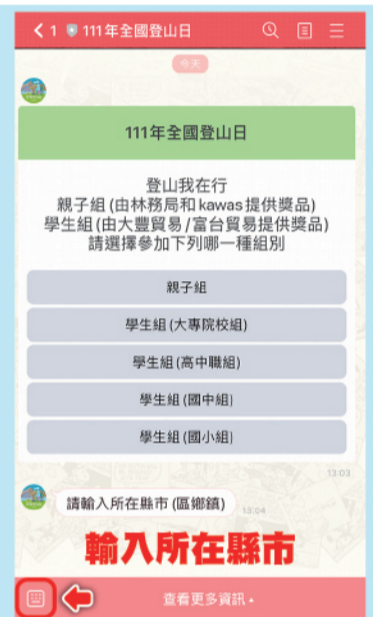 1 111年全國登山日
今天
111年全國登山日
登山我在行
親子組(由林務局和kawas提供獎品)
學生組(由大豐貿易/富台貿易提供獎品)
請選擇參加下列哪一種組別
親子組
學生組(大專院校組)
學生組(高中職組)
學生組(國中組)
學生組(國小組)
13:03
請輸入所在縣市(區鄉鎮)
13:04
輸入所在縣市
查看更多資訊